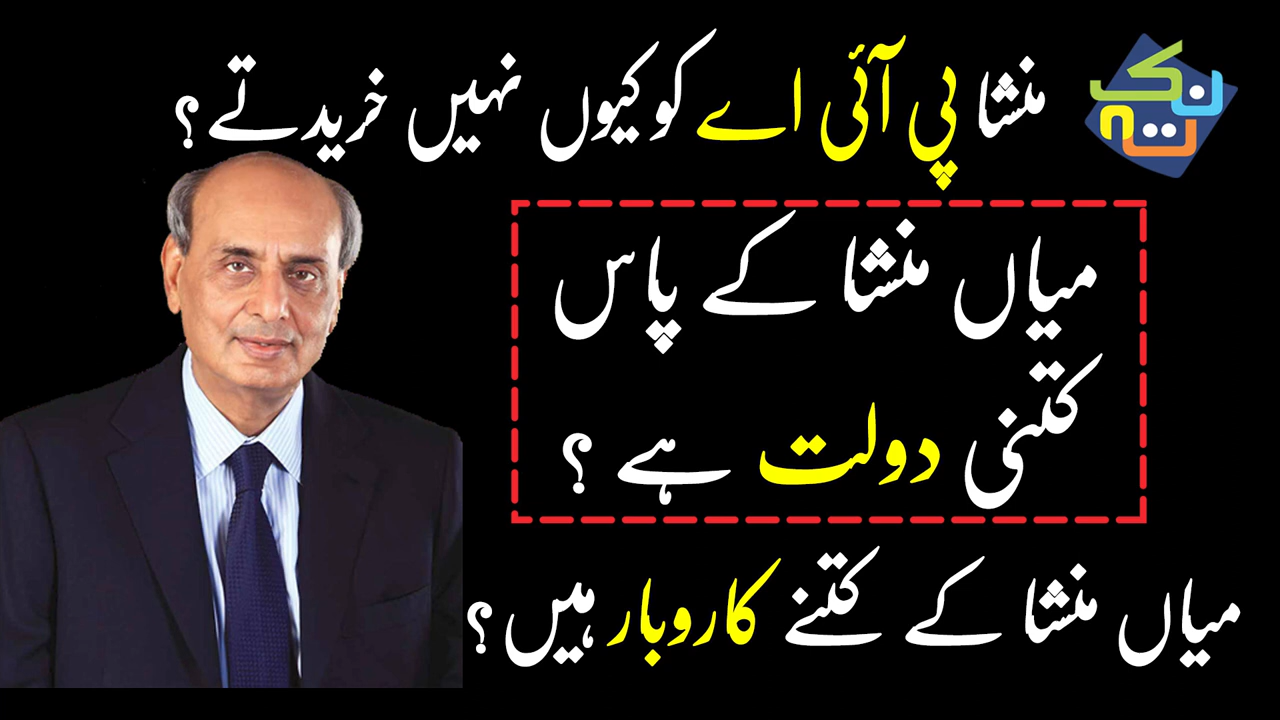 منشا پی آئی اے کو کیوں نہیں خریدتے؟
نکتہ
میاں منشا کے پاس
کتنی دولت ہے؟
میاں منشا کے کتنے کاروبار ہیں؟